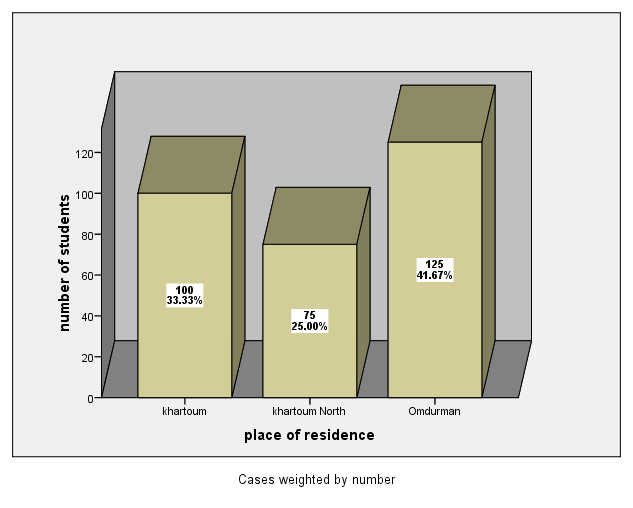 number of students
120
100
80
60
40
20
0
100
33.33%
75
25.00%
125
41.67%
khartoum
khartoum North
Omdurman
place of residence
Cases weighted by number